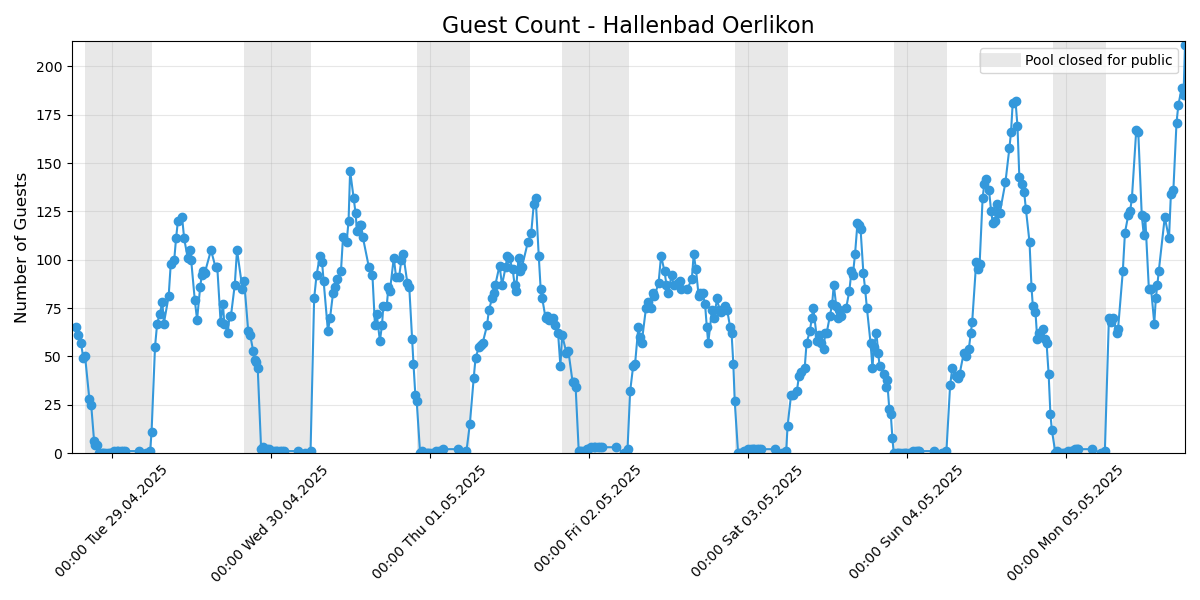 Guest Count - Hallenbad Oerlikon
Pool closed for public
Number of Guests
200
175
150
125
100
75
50
25
0
00:00 Tue 29.04.2025
00:00 Wed 30.04.2025
00:00 Thu 01.05.2025
00:00 Fri 02.05.2025
00:00 Sat 03.05.2025
00:00 Sun 04.05.2025
00:00 Mon 05.05.2025